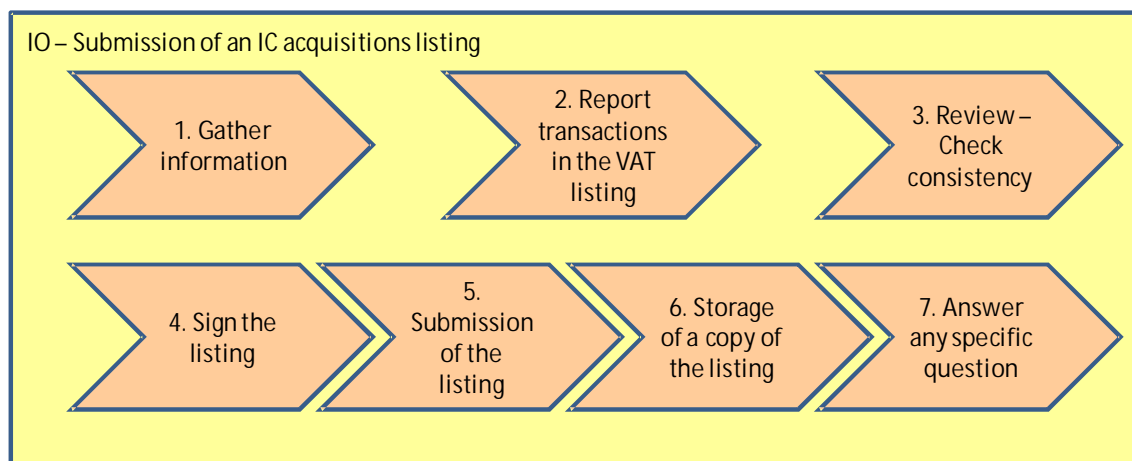 IO – Submission of an IC acquisitions listing
1. Gather
information
2. Report
transactions
in the VAT
listing
3. Review –
Check
consistency
4. Sign the
listing
5.
Submission
of the
listing
6. Storage
of a copy of
the listing
7. Answer
any specific
question